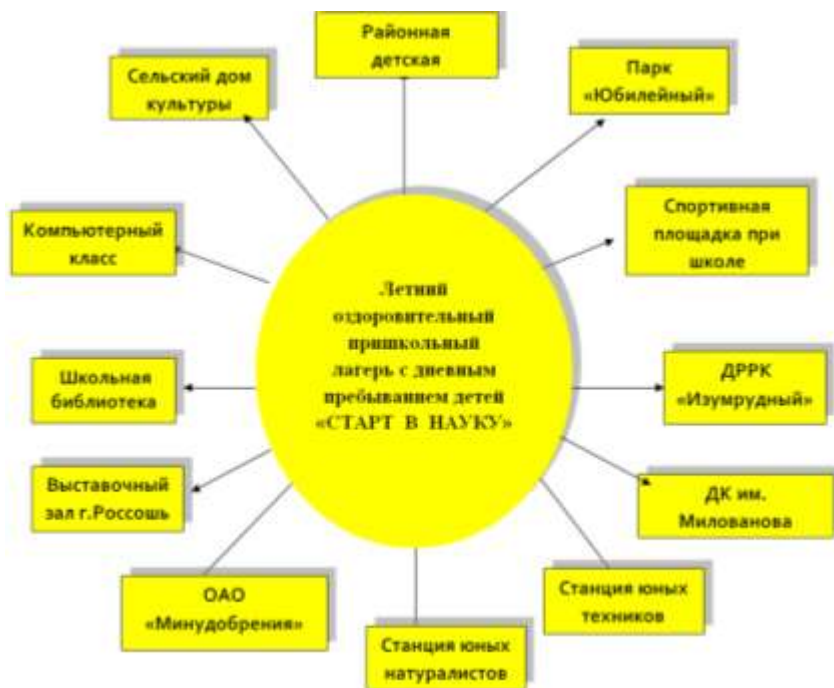 Районная
детская
Парк
«Юбилейный»
Сельский дом
культуры
Спортивная
площадка при
школе
Компьютерный
класс
Летний
оздоровительный
пришкольный
лагерь с дневным
пребыванием детей
«СТАРТ В НАУКУ»
Школьная
библиотека
ДРРК
«Изумрудный»
Выставочный
зал г.Россошь
ДК им.
Милованова
ОАО
«Минудобрения»
Станция юных
техников
Станция юных
натуралистов